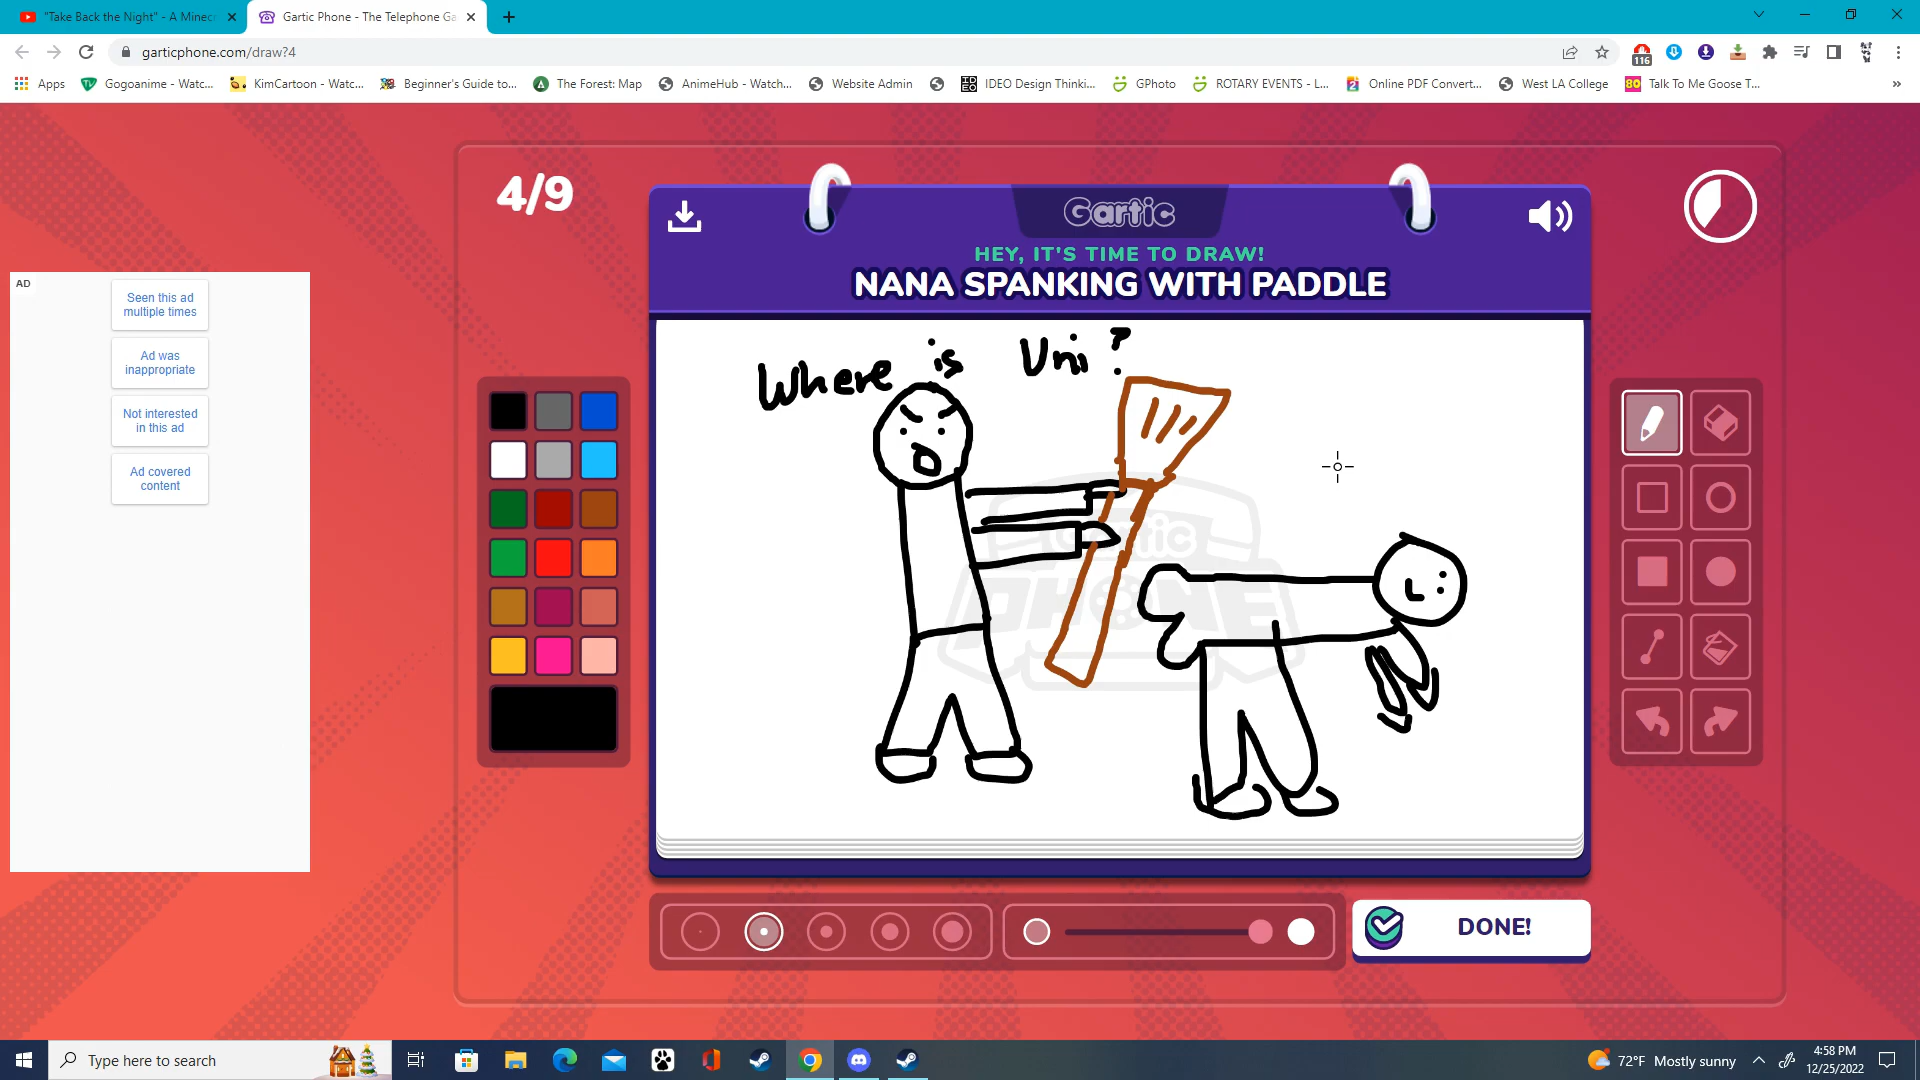 "Take Back the Night" - A Minec
Gartic Phone - The Telephone Ga
garticphone.com/draw?4
116
Apps
Gogoanime - Watc...
KimCartoon - Watc...
Beginner's Guide to...
The Forest: Map
AnimeHub - Watch...
Website Admin
IDEO Design Thinki...
GPhoto
ROTARY EVENTS - L...
Online PDF Convert...
West LA College
80 Talk To Me Goose T...
4/9
Gartic
HEY, IT'S TIME TO DRAW!
NANA SPANKING WITH PADDLE
AD
Seen this ad
multiple times
Ad was
inappropriate
Not interested
in this ad
Ad covered
content
Where is Uni?
Gartic
PHONE
DONE!
Type here to search
72°F Mostly sunny
4:58 PM
12/25/2022